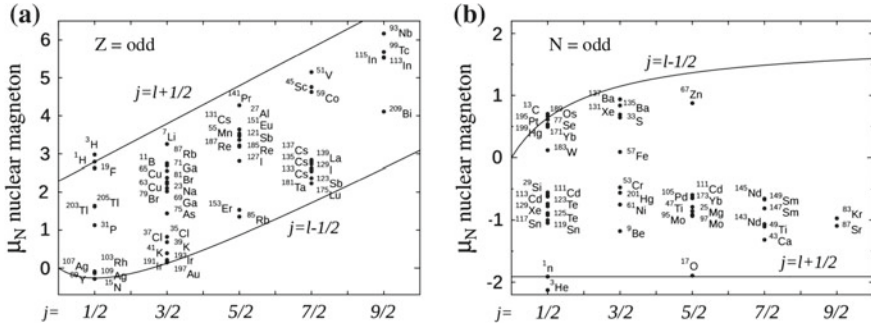 (a)
Z = odd
μN nuclear magneton
6
5
4
3
2
1
0
j=l+1/2
j=l-1/2
93Nb
99Tc
115In
113In
209Bi
51V
45Sc
59Co
137Cs
135Cs
133Cs
181Ta
139La
129I
123Sb
175Lu
141Pr
131Cs
55Mn
187Re
27Al
151Eu
121Sb
185Re
127I
153Er
85Rb
7Li
87Rb
11B
71Ga
65Cu
81Br
63Cu
23Na
79Br
69Ga
75As
37Cl
35Cl
41K
39K
191Ir
193Ir
197Au
3H
1H
19F
203Tl
205Tl
31P
107Ag
103Rh
109Ag
89Y
15N
j= 1/2 3/2 5/2 7/2 9/2
(b)
N = odd
μN nuclear magneton
2
1
0
-1
-2
j=l-1/2
j=l+1/2
13C
189Os
195Pt
77Se
199Hg
171Yb
183W
29Si
113Cd
111Cd
129Xe
123Te
125Te
117Sn
115Sn
119Sn
1n
3He
137Ba
135Ba
131Xe
33S
57Fe
53Cr
201Hg
61Ni
9Be
67Zn
105Pd
111Cd
173Yb
47Ti
25Mg
95Mo
97Mo
17O
145Nd
149Sm
147Sm
143Nd
49Ti
43Ca
83Kr
87Sr
j= 1/2 3/2 5/2 7/2 9/2